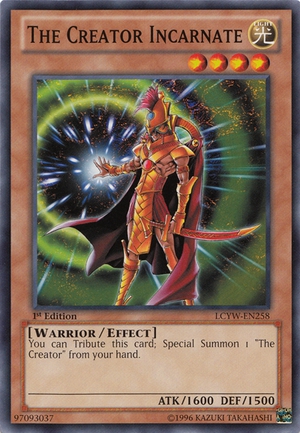 THE CREATOR INCARNATE
LIGHT
光
1st Edition
LCYW-EN258
[WARRIOR / EFFECT]
You can Tribute this card; Special Summon 1 "The
Creator" from your hand.
ATK/1600 DEF/1500
97093037
©1996 KAZUKI TAKAHASHI